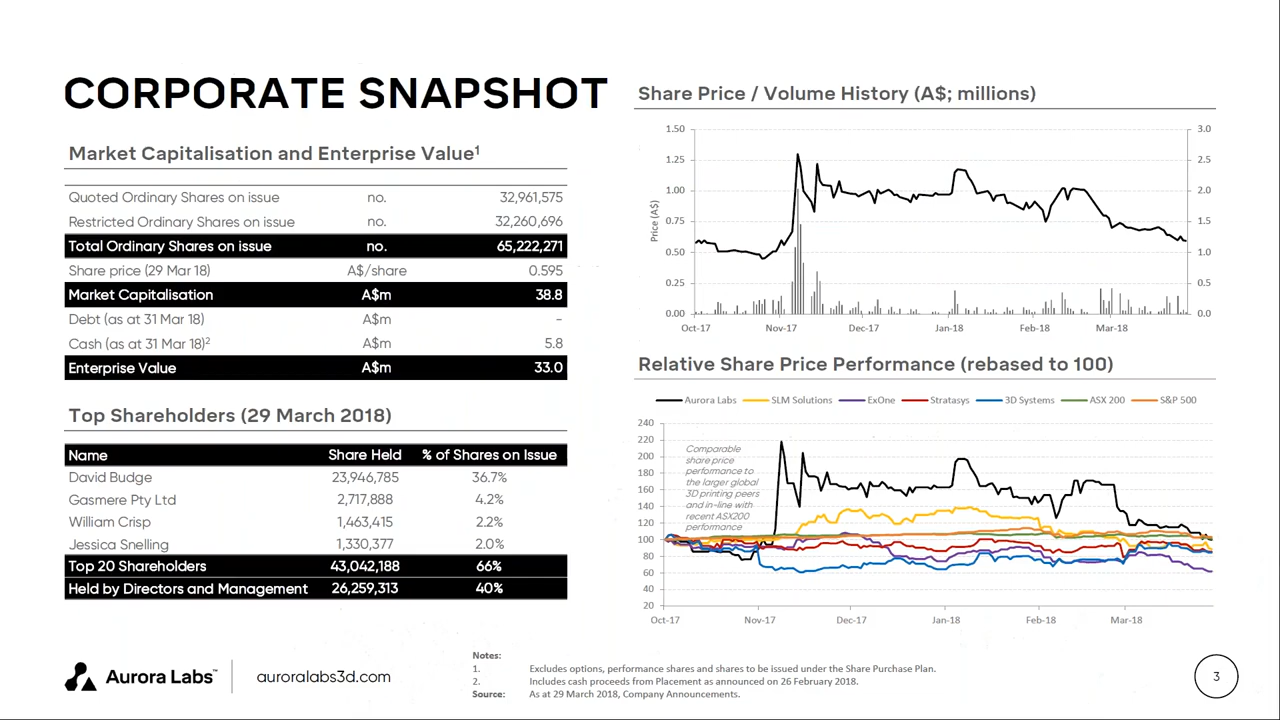 CORPORATE SNAPSHOT
Market Capitalisation and Enterprise Value¹
Quoted Ordinary Shares on issue no. 32,961,575
Restricted Ordinary Shares on issue no. 32,260,696
Total Ordinary Shares on issue no. 65,222,271
Share price (29 Mar 18) A$/share 0.595
Market Capitalisation A$m 38.8
Debt (as at 31 Mar 18) A$m –
Cash (as at 31 Mar 18)² A$m 5.8
Enterprise Value A$m 33.0
Top Shareholders (29 March 2018)
Name Share Held % of Shares on Issue
David Budge 23,946,785 36.7%
Gasmere Pty Ltd 2,717,888 4.2%
William Crisp 1,463,415 2.2%
Jessica Snelling 1,330,377 2.0%
Top 20 Shareholders 43,042,188 66%
Held by Directors and Management 26,259,313 40%
Share Price / Volume History (A$; millions)
Price (A$)
1.50 3.0
1.25 2.5
1.00 2.0
0.75 1.5
0.50 1.0
0.25 0.5
0.00 0.0
Oct-17 Nov-17 Dec-17 Jan-18 Feb-18 Mar-18
Relative Share Price Performance (rebased to 100)
Aurora Labs SLM Solutions ExOne Stratasys 3D Systems ASX 200 S&P 500
240
220
200
180
160
140
120
100
80
60
40
20
Comparable
share price
performance to
the larger global
3D printing peers
and in-line with
recent ASX200
performance
Oct-17 Nov-17 Dec-17 Jan-18 Feb-18 Mar-18
Aurora Labs™
auroralabs3d.com
Notes:
1. Excludes options, performance shares and shares to be issued under the Share Purchase Plan.
2. Includes cash proceeds from Placement as announced on 26 February 2018.
Source: As at 29 March 2018, Company Announcements.
3